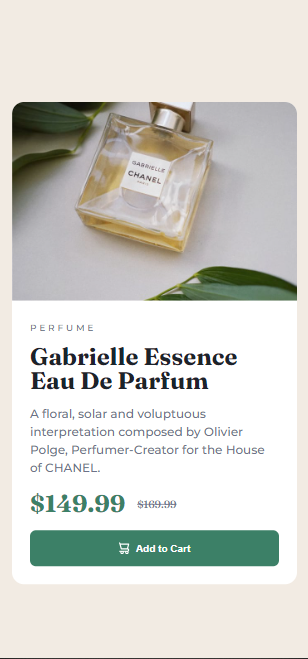 GABRIELLE
CHANEL
PARIS
PERFUME
Gabrielle Essence
Eau De Parfum
A floral, solar and voluptuous
interpretation composed by Olivier
Polge, Perfumer-Creator for the House
of CHANEL.
$149.99 $169.99
Add to Cart